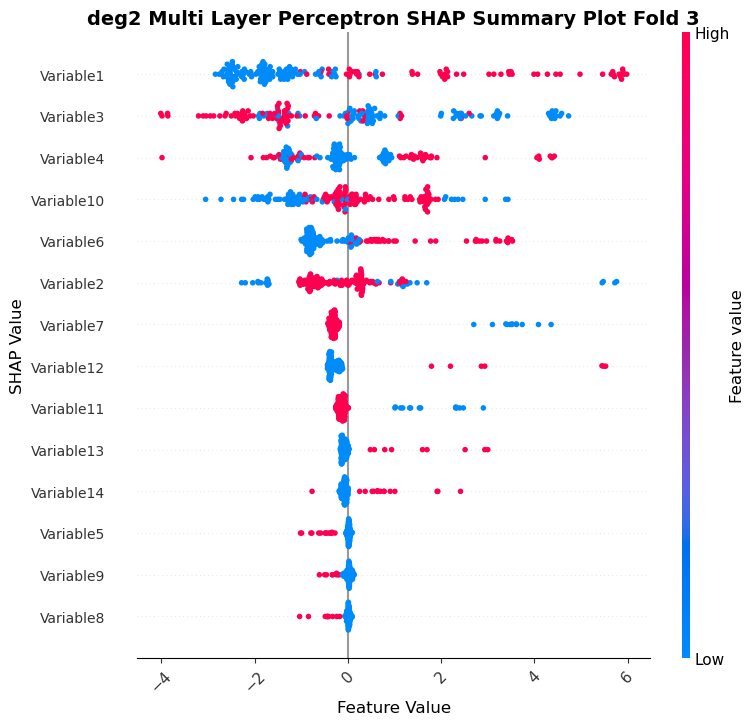 deg2 Multi Layer Perceptron SHAP Summary Plot Fold 3
High
Variable1
Variable3
Variable4
Variable10
Variable6
Variable2
Variable7
Variable12
Variable11
Variable13
Variable14
Variable5
Variable9
Variable8
SHAP Value
Feature value
Low
−4 −2 0 2 4 6
Feature Value